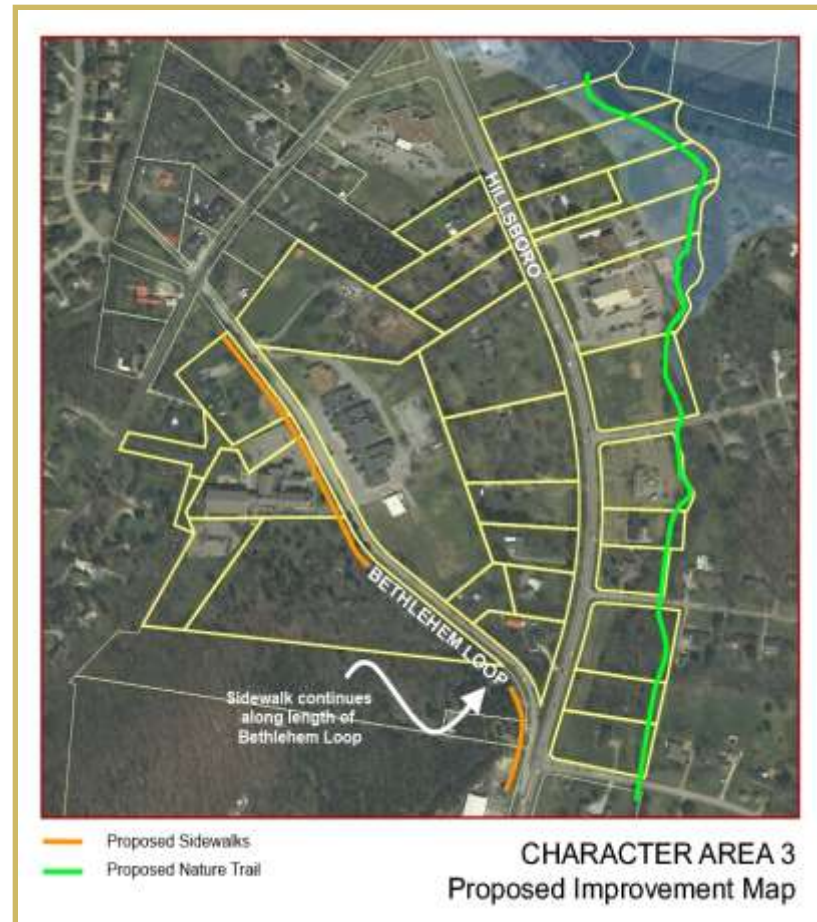 HILLSBORO
BETHLEHEM LOOP
Sidewalk continues
along length of
Bethlehem Loop
Proposed Sidewalks
Proposed Nature Trail
CHARACTER AREA 3
Proposed Improvement Map